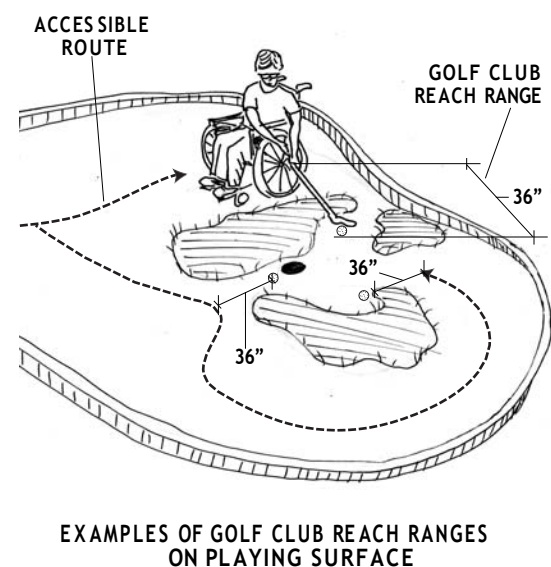 ACCESSIBLE
ROUTE
GOLF CLUB
REACH RANGE
36”
36”
36”
EXAMPLES OF GOLF CLUB REACH RANGES
ON PLAYING SURFACE